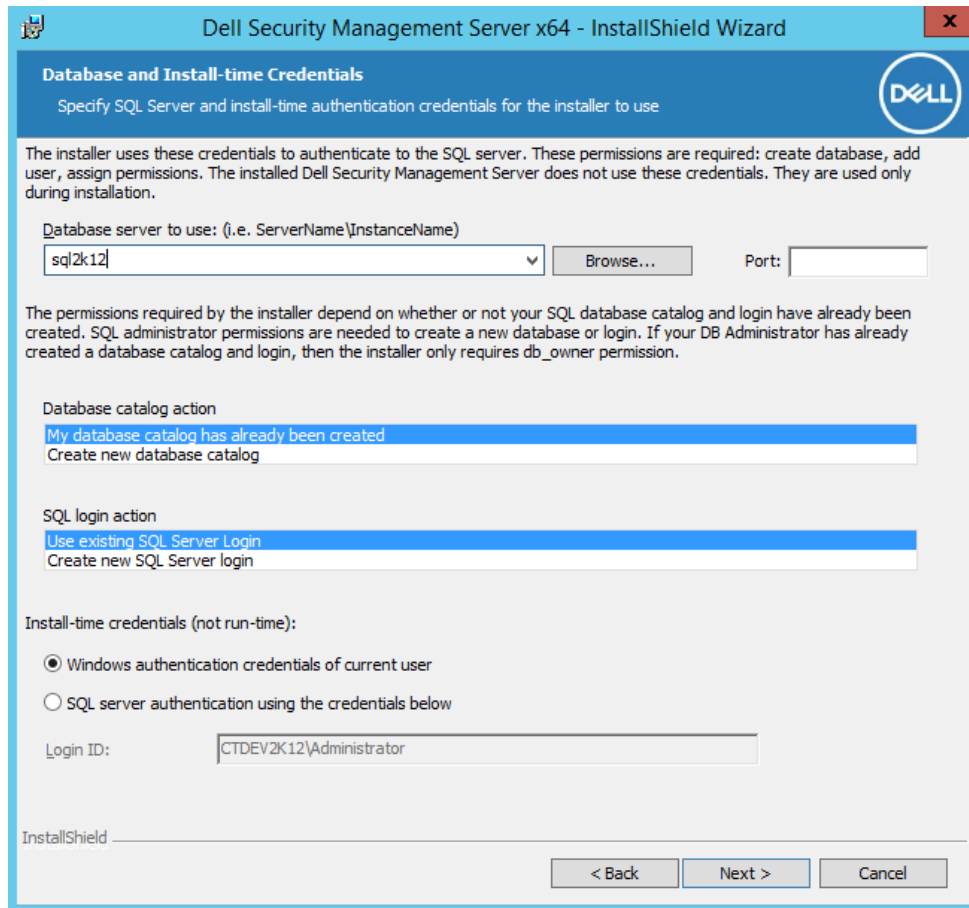 Dell Security Management Server x64 - InstallShield Wizard
x
Database and Install-time Credentials
Specify SQL Server and install-time authentication credentials for the installer to use
DELL
The installer uses these credentials to authenticate to the SQL server. These permissions are required: create database, add
user, assign permissions. The installed Dell Security Management Server does not use these credentials. They are used only
during installation.
Database server to use: (i.e. ServerName\InstanceName)
sql2k12
Browse...
Port:
The permissions required by the installer depend on whether or not your SQL database catalog and login have already been
created. SQL administrator permissions are needed to create a new database or login. If your DB Administrator has already
created a database catalog and login, then the installer only requires db_owner permission.
Database catalog action
My database catalog has already been created
Create new database catalog
SQL login action
Use existing SQL Server Login
Create new SQL Server login
Install-time credentials (not run-time):
Windows authentication credentials of current user
SQL server authentication using the credentials below
Login ID:
CTDEV2K12\Administrator
InstallShield
< Back
Next >
Cancel